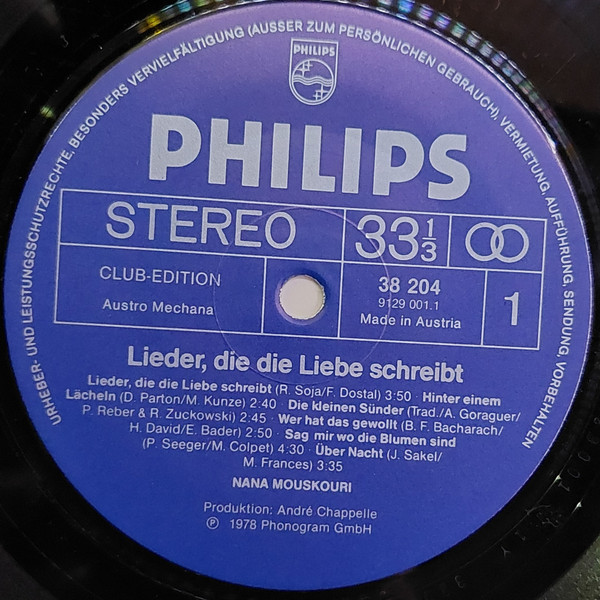 URHEBER- UND LEISTUNGSSCHUTZRECHTE, BESONDERS VERVIELFÄLTIGUNG (AUSSER ZUM PERSÖNLICHEN GEBRAUCH), VERMIETUNG, AUFFÜHRUNG, SENDUNG, VORBEHALTEN
PHILIPS
PHILIPS
STEREO 33 1/3
CLUB-EDITION 38 204
9129 001.1 1
Austro Mechana Made in Austria
Lieder, die die Liebe schreibt
Lieder, die die Liebe schreibt (R. Soja/F. Dostal) 3:50 · Hinter einem
Lächeln (D. Parton/M. Kunze) 2:40 · Die kleinen Sünder (Trad./A. Goraguer/
P. Reber & R. Zuckowski) 2:45 · Wer hat das gewollt (B. F. Bacharach/
H. David/E. Bader) 2:50 · Sag mir wo die Blumen sind
(P. Seeger/M. Colpet) 4:30 · Über Nacht (J. Sakel/
M. Frances) 3:35
NANA MOUSKOURI
Produktion: André Chappelle
Ⓟ 1978 Phonogram GmbH